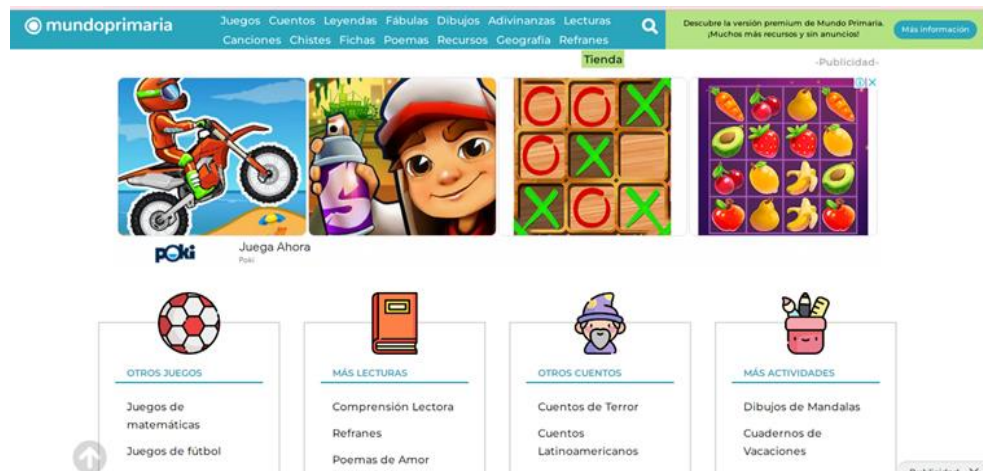 mundoprimaria
Juegos Cuentos Leyendas Fábulas Dibujos Adivinanzas Lecturas
Canciones Chistes Fichas Poemas Recursos Geografía Refranes
Tienda
Descubre la versión premium de Mundo Primaria.
¡Muchos más recursos y sin anuncios!
Más información
-Publicidad-
poki
Juega Ahora
Poki
OTROS JUEGOS
Juegos de
matemáticas
Juegos de fútbol
MÁS LECTURAS
Comprensión Lectora
Refranes
Poemas de Amor
OTROS CUENTOS
Cuentos de Terror
Cuentos
Latinoamericanos
MÁS ACTIVIDADES
Dibujos de Mandalas
Cuadernos de
Vacaciones
Publicidad